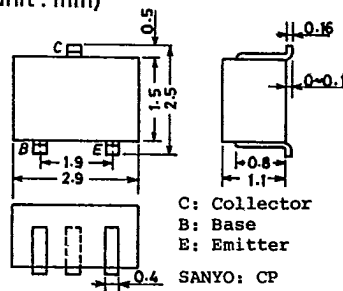 unit : mm)
C
0.5
0.16
1.5
2.5
0~0.1
B
E
1.9
2.9
0.8
1.1
0.4
C: Collector
B: Base
E: Emitter
SANYO: CP